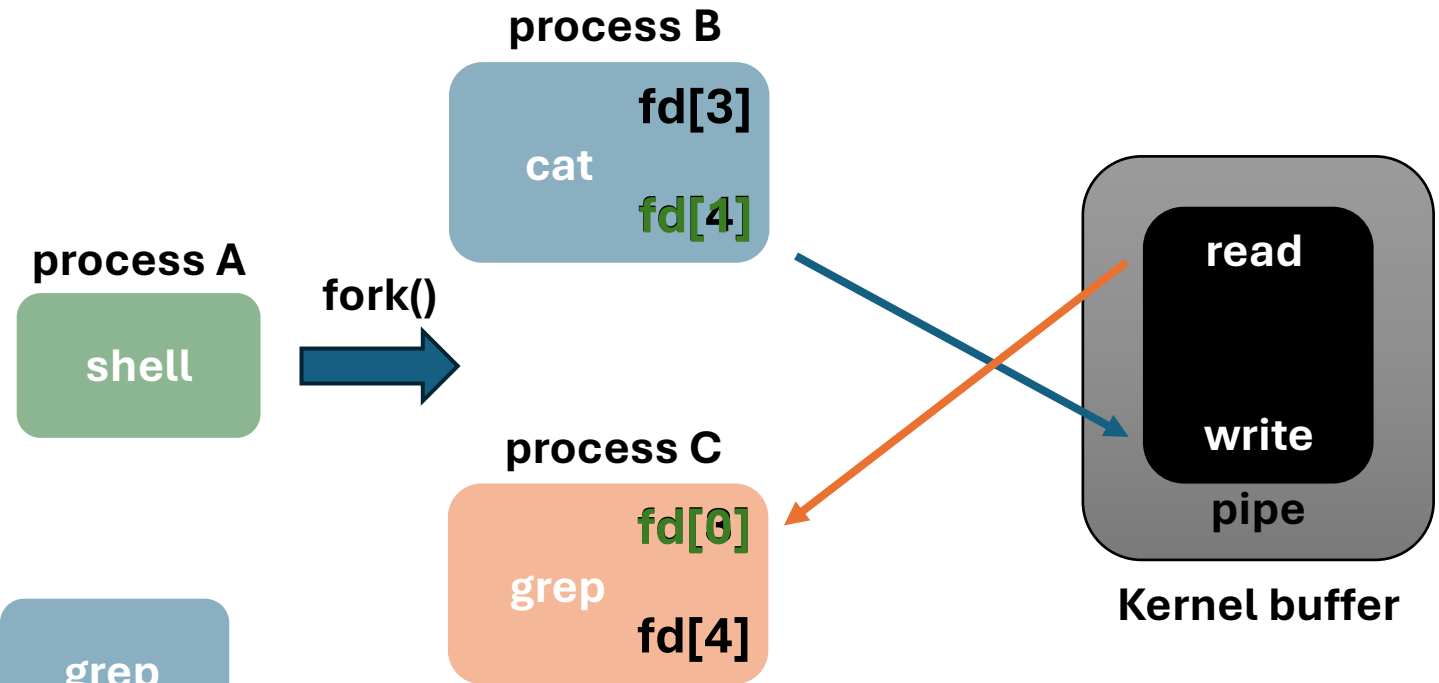 process B
fd[3]
cat
fd[4]
process A
fork()
shell
read
write
pipe
Kernel buffer
process C
fd[0]
grep
fd[4]
grep